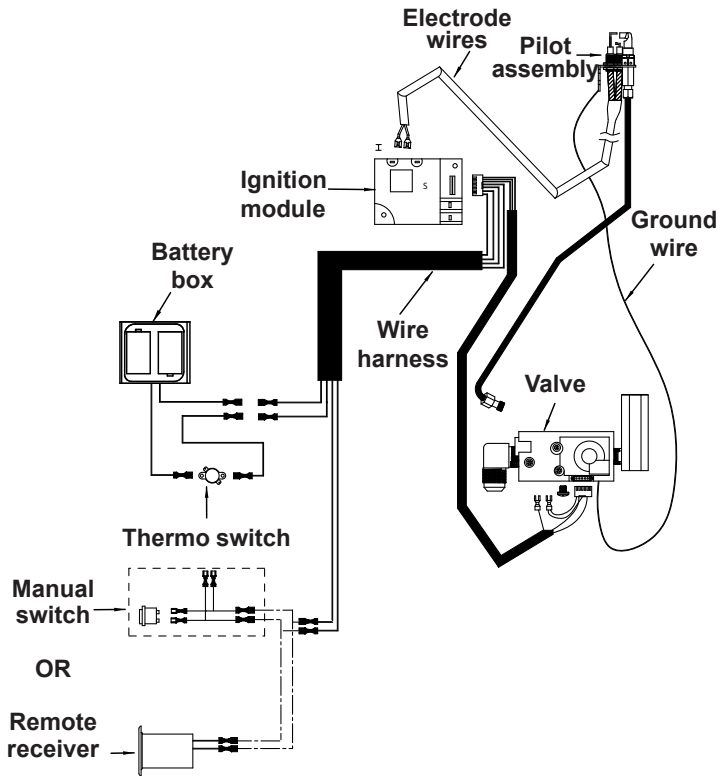 Electrode
wires
Pilot
assembly
I
S
Ignition
module
Ground
wire
Battery
box
Wire
harness
Valve
Thermo switch
Manual
switch
OR
Remote
receiver